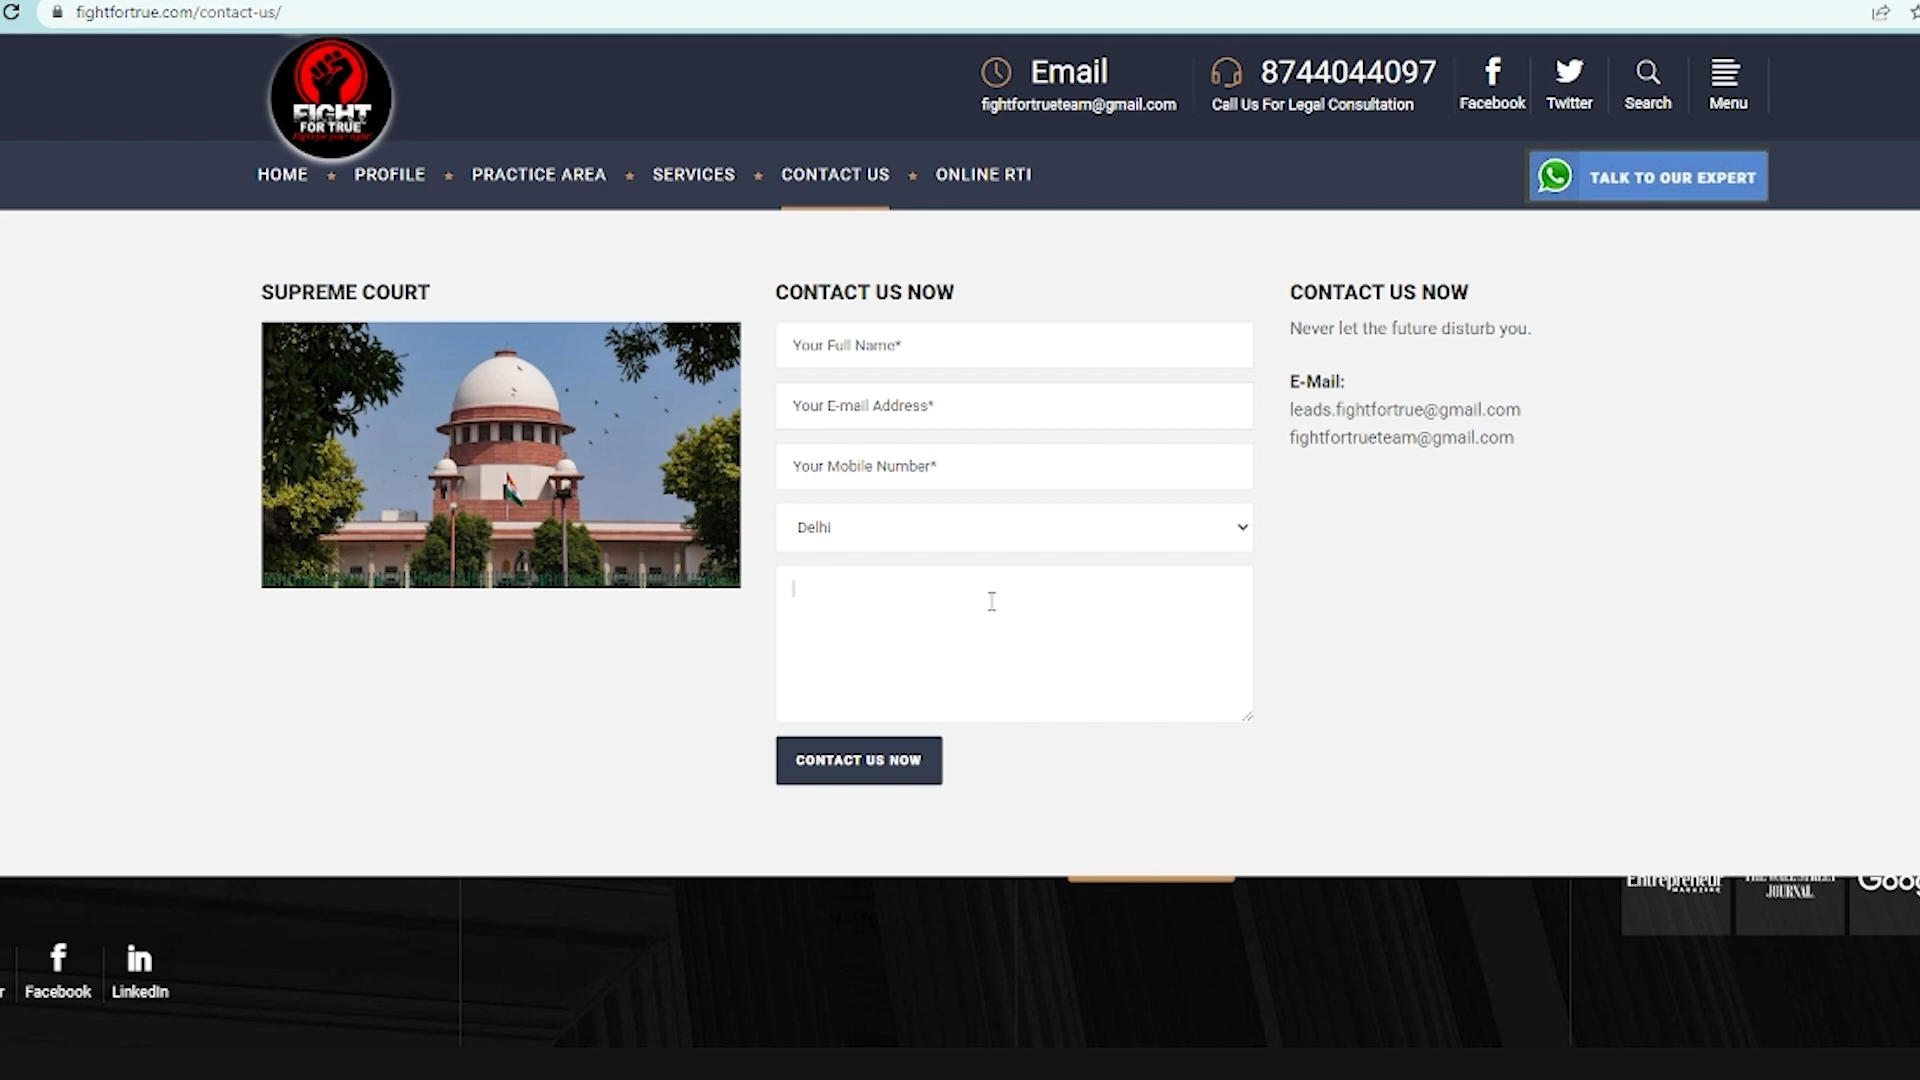 fightfortrue.com/contact-us/
FIGHT
FOR TRUE
Email
fightfortrueteam@gmail.com
8744044097
Call Us For Legal Consultation
Facebook
Twitter
Search
Menu
HOME
PROFILE
PRACTICE AREA
SERVICES
CONTACT US
ONLINE RTI
TALK TO OUR EXPERT
SUPREME COURT
CONTACT US NOW
Your Full Name*
Your E-mail Address*
Your Mobile Number*
Delhi
CONTACT US NOW
CONTACT US NOW
Never let the future disturb you.
E-Mail:
leads.fightfortrue@gmail.com
fightfortrueteam@gmail.com
Entrepreneur
MAGAZINE
JOURNAL
r
Facebook
LinkedIn